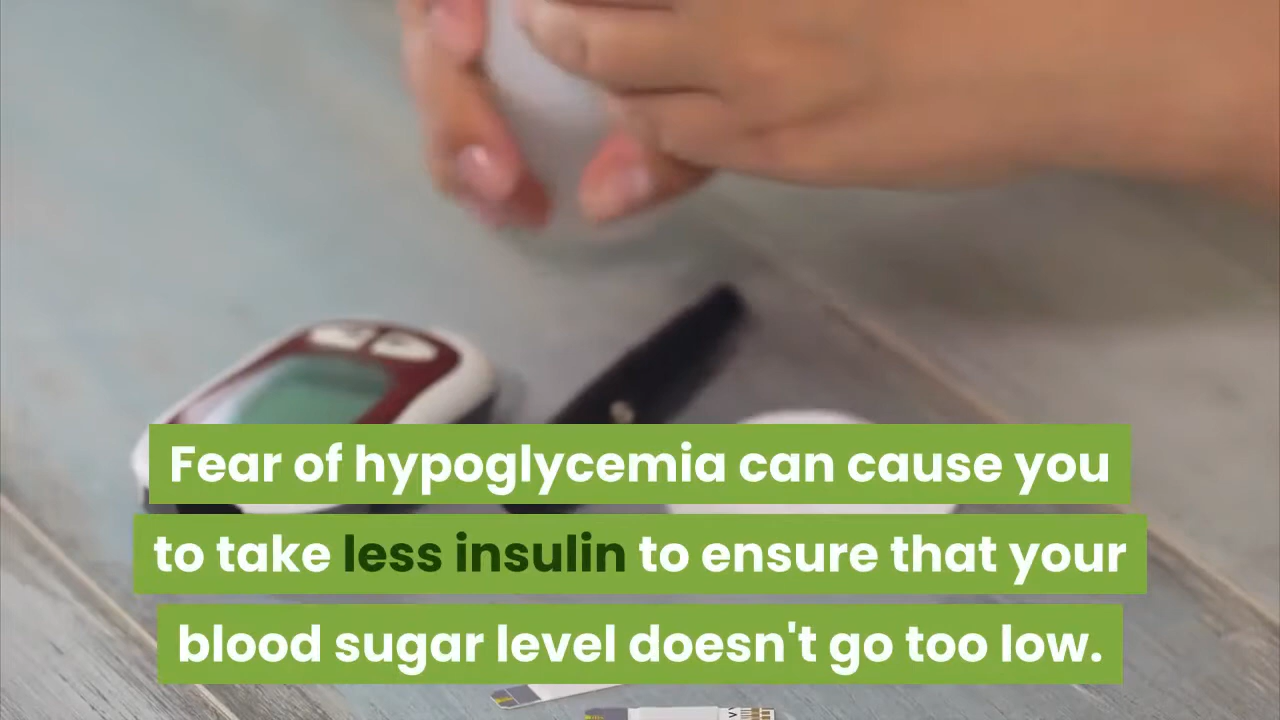 Fear of hypoglycemia can cause you
to take less insulin to ensure that your
blood sugar level doesn't go too low.